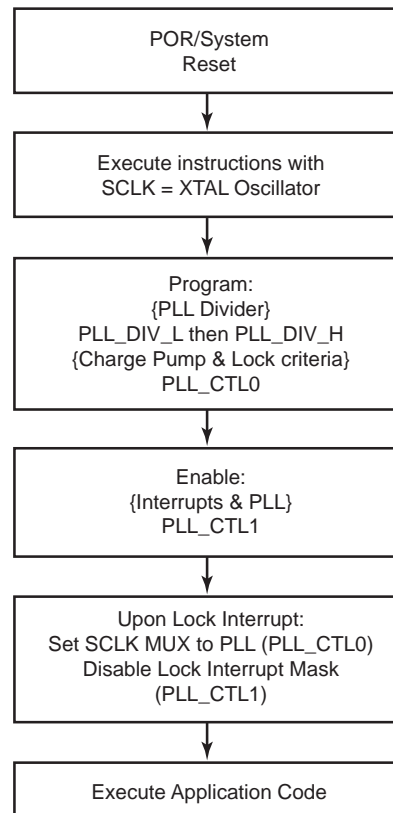 POR/System
Reset
Execute instructions with
SCLK = XTAL Oscillator
Program:
{PLL Divider}
PLL_DIV_L then PLL_DIV_H
{Charge Pump & Lock criteria}
PLL_CTL0
Enable:
{Interrupts & PLL}
PLL_CTL1
Upon Lock Interrupt:
Set SCLK MUX to PLL (PLL_CTL0)
Disable Lock Interrupt Mask
(PLL_CTL1)
Execute Application Code